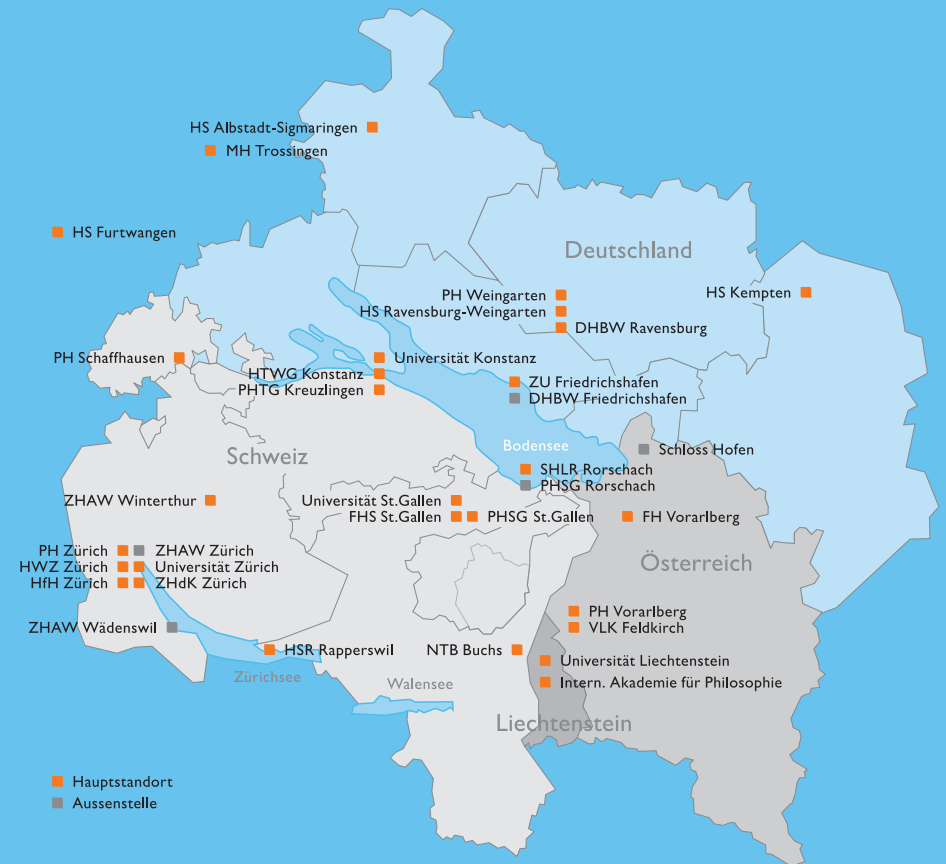 HS Albstadt-Sigmaringen
MH Trossingen
HS Furtwangen
Deutschland
PH Weingarten
HS Kempten
HS Ravensburg-Weingarten
DHBW Ravensburg
PH Schaffhausen
Universität Konstanz
HTWG Konstanz
ZU Friedrichshafen
PHTG Kreuzlingen
DHBW Friedrichshafen
Bodensee
Schloss Hofen
Schweiz
SHLR Rorschach
PHSG Rorschach
ZHAW Winterthur
Universität St.Gallen
FHS St.Gallen
PHSG St.Gallen
FH Vorarlberg
PH Zürich
ZHAW Zürich
Österreich
HWZ Zürich
Universität Zürich
HfH Zürich
ZHdK Zürich
PH Vorarlberg
ZHAW Wädenswil
VLK Feldkirch
HSR Rapperswil
NTB Buchs
Universität Liechtenstein
Zürichsee
Walensee
Intern. Akademie für Philosophie
Liechtenstein
Hauptstandort
Aussenstelle